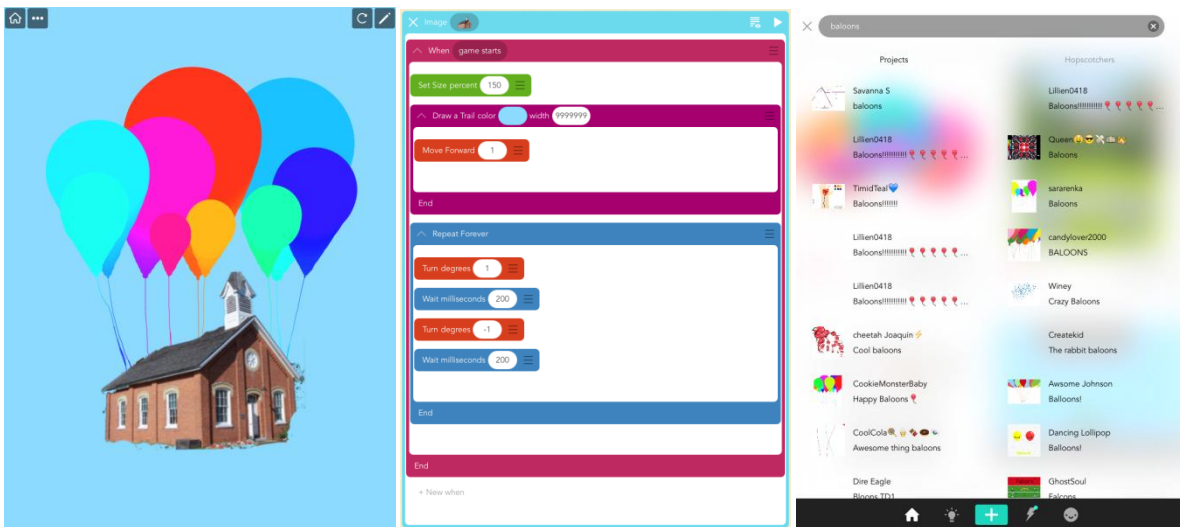 Image
When game starts
Set Size percent 150
Draw a Trail color width 9999999
Move Forward 1
End
Repeat Forever
Turn degrees 1
Wait milliseconds 200
Turn degrees -1
Wait milliseconds 200
End
End
+ New when
baloons
Projects
Savanna S
baloons
Lillien0418
Baloons!!!!!!!!!!! 🎈 🎈 🎈 🎈 🎈 ...
TimidTeal💙
Baloons!!!!!!!
Lillien0418
Baloons!!!!!!!!!!! 🎈 🎈 🎈 🎈 🎈 ...
Lillien0418
Baloons!!!!!!!!!!! 🎈 🎈 🎈 🎈 🎈 ...
cheetah Joaquín⚡
Cool baloons
CookieMonsterBaby
Happy Baloons🎈
CoolCola
Awesome thing baloons
Dire Eagle
Bloons TD1
Hopscotchers
Lillien0418
Baloons!!!!!!!!!!! 🎈 🎈 🎈 🎈 🎈 ...
Queen
Baloons
sararenka
Baloons
candylover2000
BALOONS
Winey
Crazy Baloons
Createkid
The rabbit baloons
Awsome Johnson
Balloons!
Dancing Lollipop
Balloons!
GhostSoul
Falcons